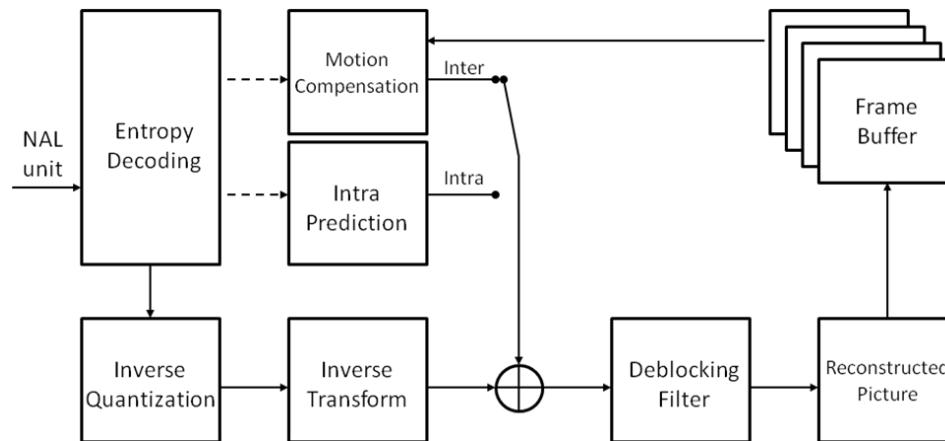 NAL
unit
Entropy
Decoding
Motion
Compensation
Inter
Intra
Prediction
Intra
Frame
Buffer
Inverse
Quantization
Inverse
Transform
Deblocking
Filter
Reconstructed
Picture